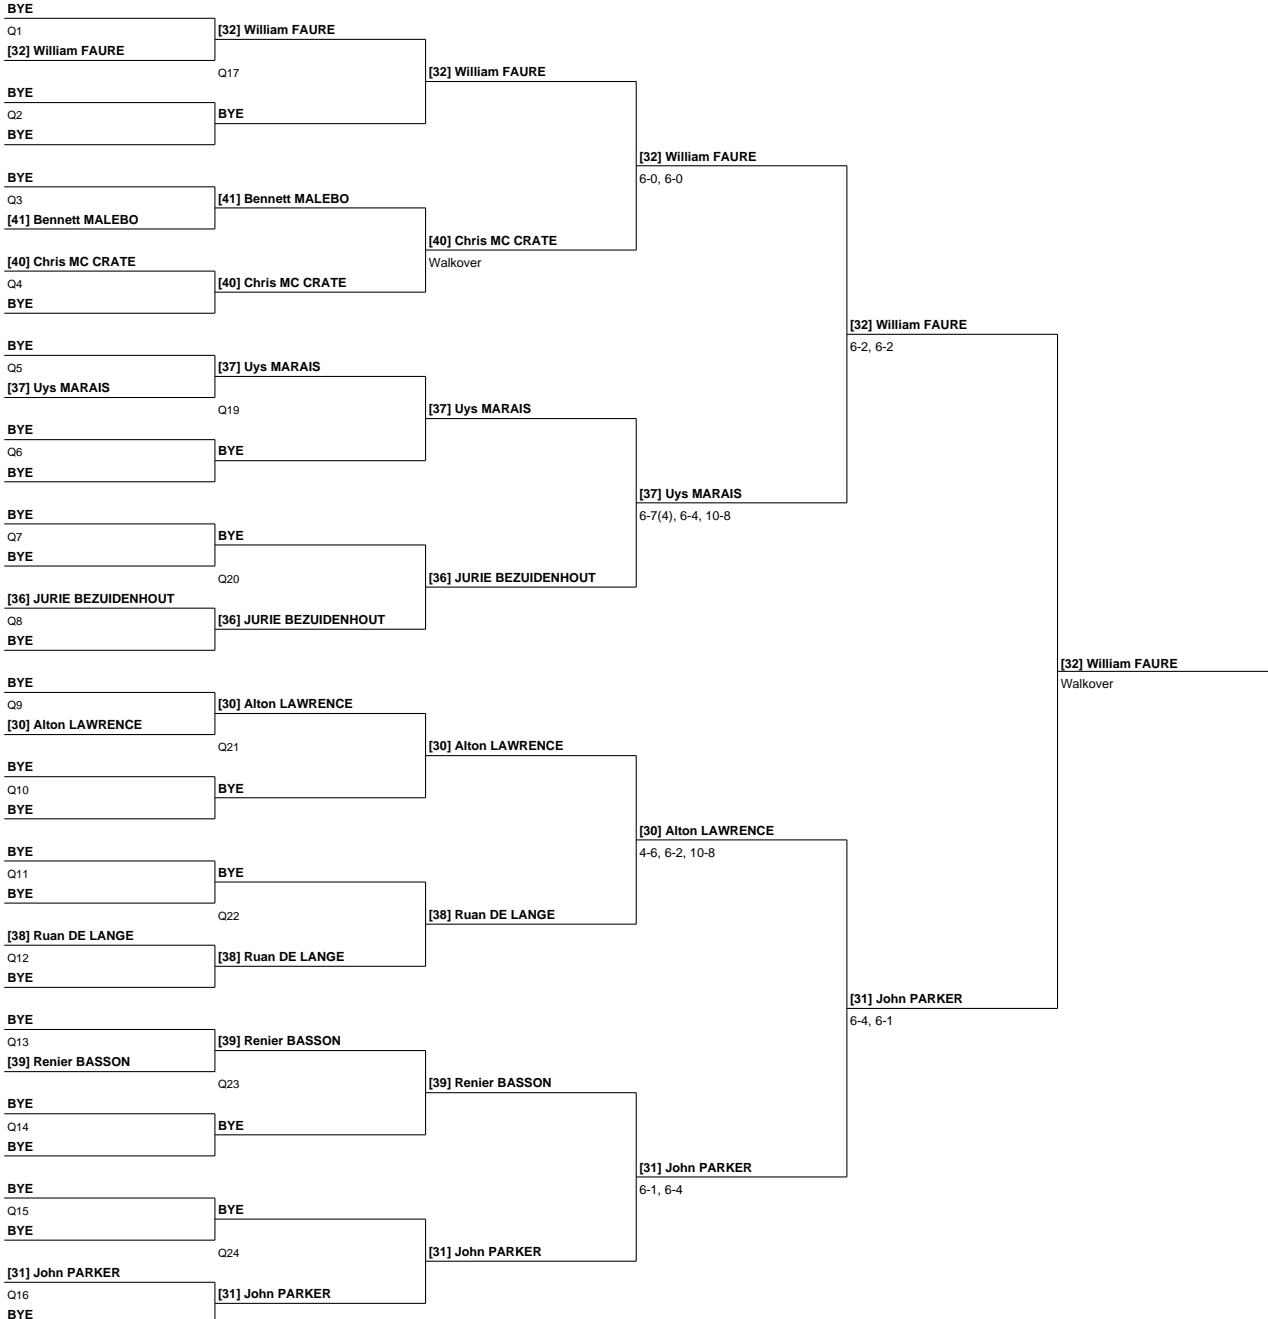 BYE
Q1
[32] William FAURE
[32] William FAURE
Q17
BYE
Q2
BYE
BYE
[32] William FAURE
BYE
Q3
[41] Bennett MALEBO
[41] Bennett MALEBO
[40] Chris MC CRATE
Q4
BYE
[40] Chris MC CRATE
[40] Chris MC CRATE
Walkover
[32] William FAURE
6-0, 6-0
BYE
Q5
[37] Uys MARAIS
[37] Uys MARAIS
Q19
BYE
Q6
BYE
BYE
[37] Uys MARAIS
BYE
Q7
BYE
BYE
Q20
[36] JURIE BEZUIDENHOUT
Q8
BYE
[36] JURIE BEZUIDENHOUT
[36] JURIE BEZUIDENHOUT
[37] Uys MARAIS
6-7(4), 6-4, 10-8
[32] William FAURE
6-2, 6-2
BYE
Q9
[30] Alton LAWRENCE
[30] Alton LAWRENCE
Q21
BYE
Q10
BYE
BYE
[30] Alton LAWRENCE
BYE
Q11
BYE
BYE
Q22
[38] Ruan DE LANGE
Q12
BYE
[38] Ruan DE LANGE
[38] Ruan DE LANGE
[30] Alton LAWRENCE
4-6, 6-2, 10-8
BYE
Q13
[39] Renier BASSON
[39] Renier BASSON
Q23
BYE
Q14
BYE
BYE
[39] Renier BASSON
BYE
Q15
BYE
BYE
Q24
[31] John PARKER
Q16
BYE
[31] John PARKER
[31] John PARKER
[31] John PARKER
6-1, 6-4
[31] John PARKER
6-4, 6-1
[32] William FAURE
Walkover